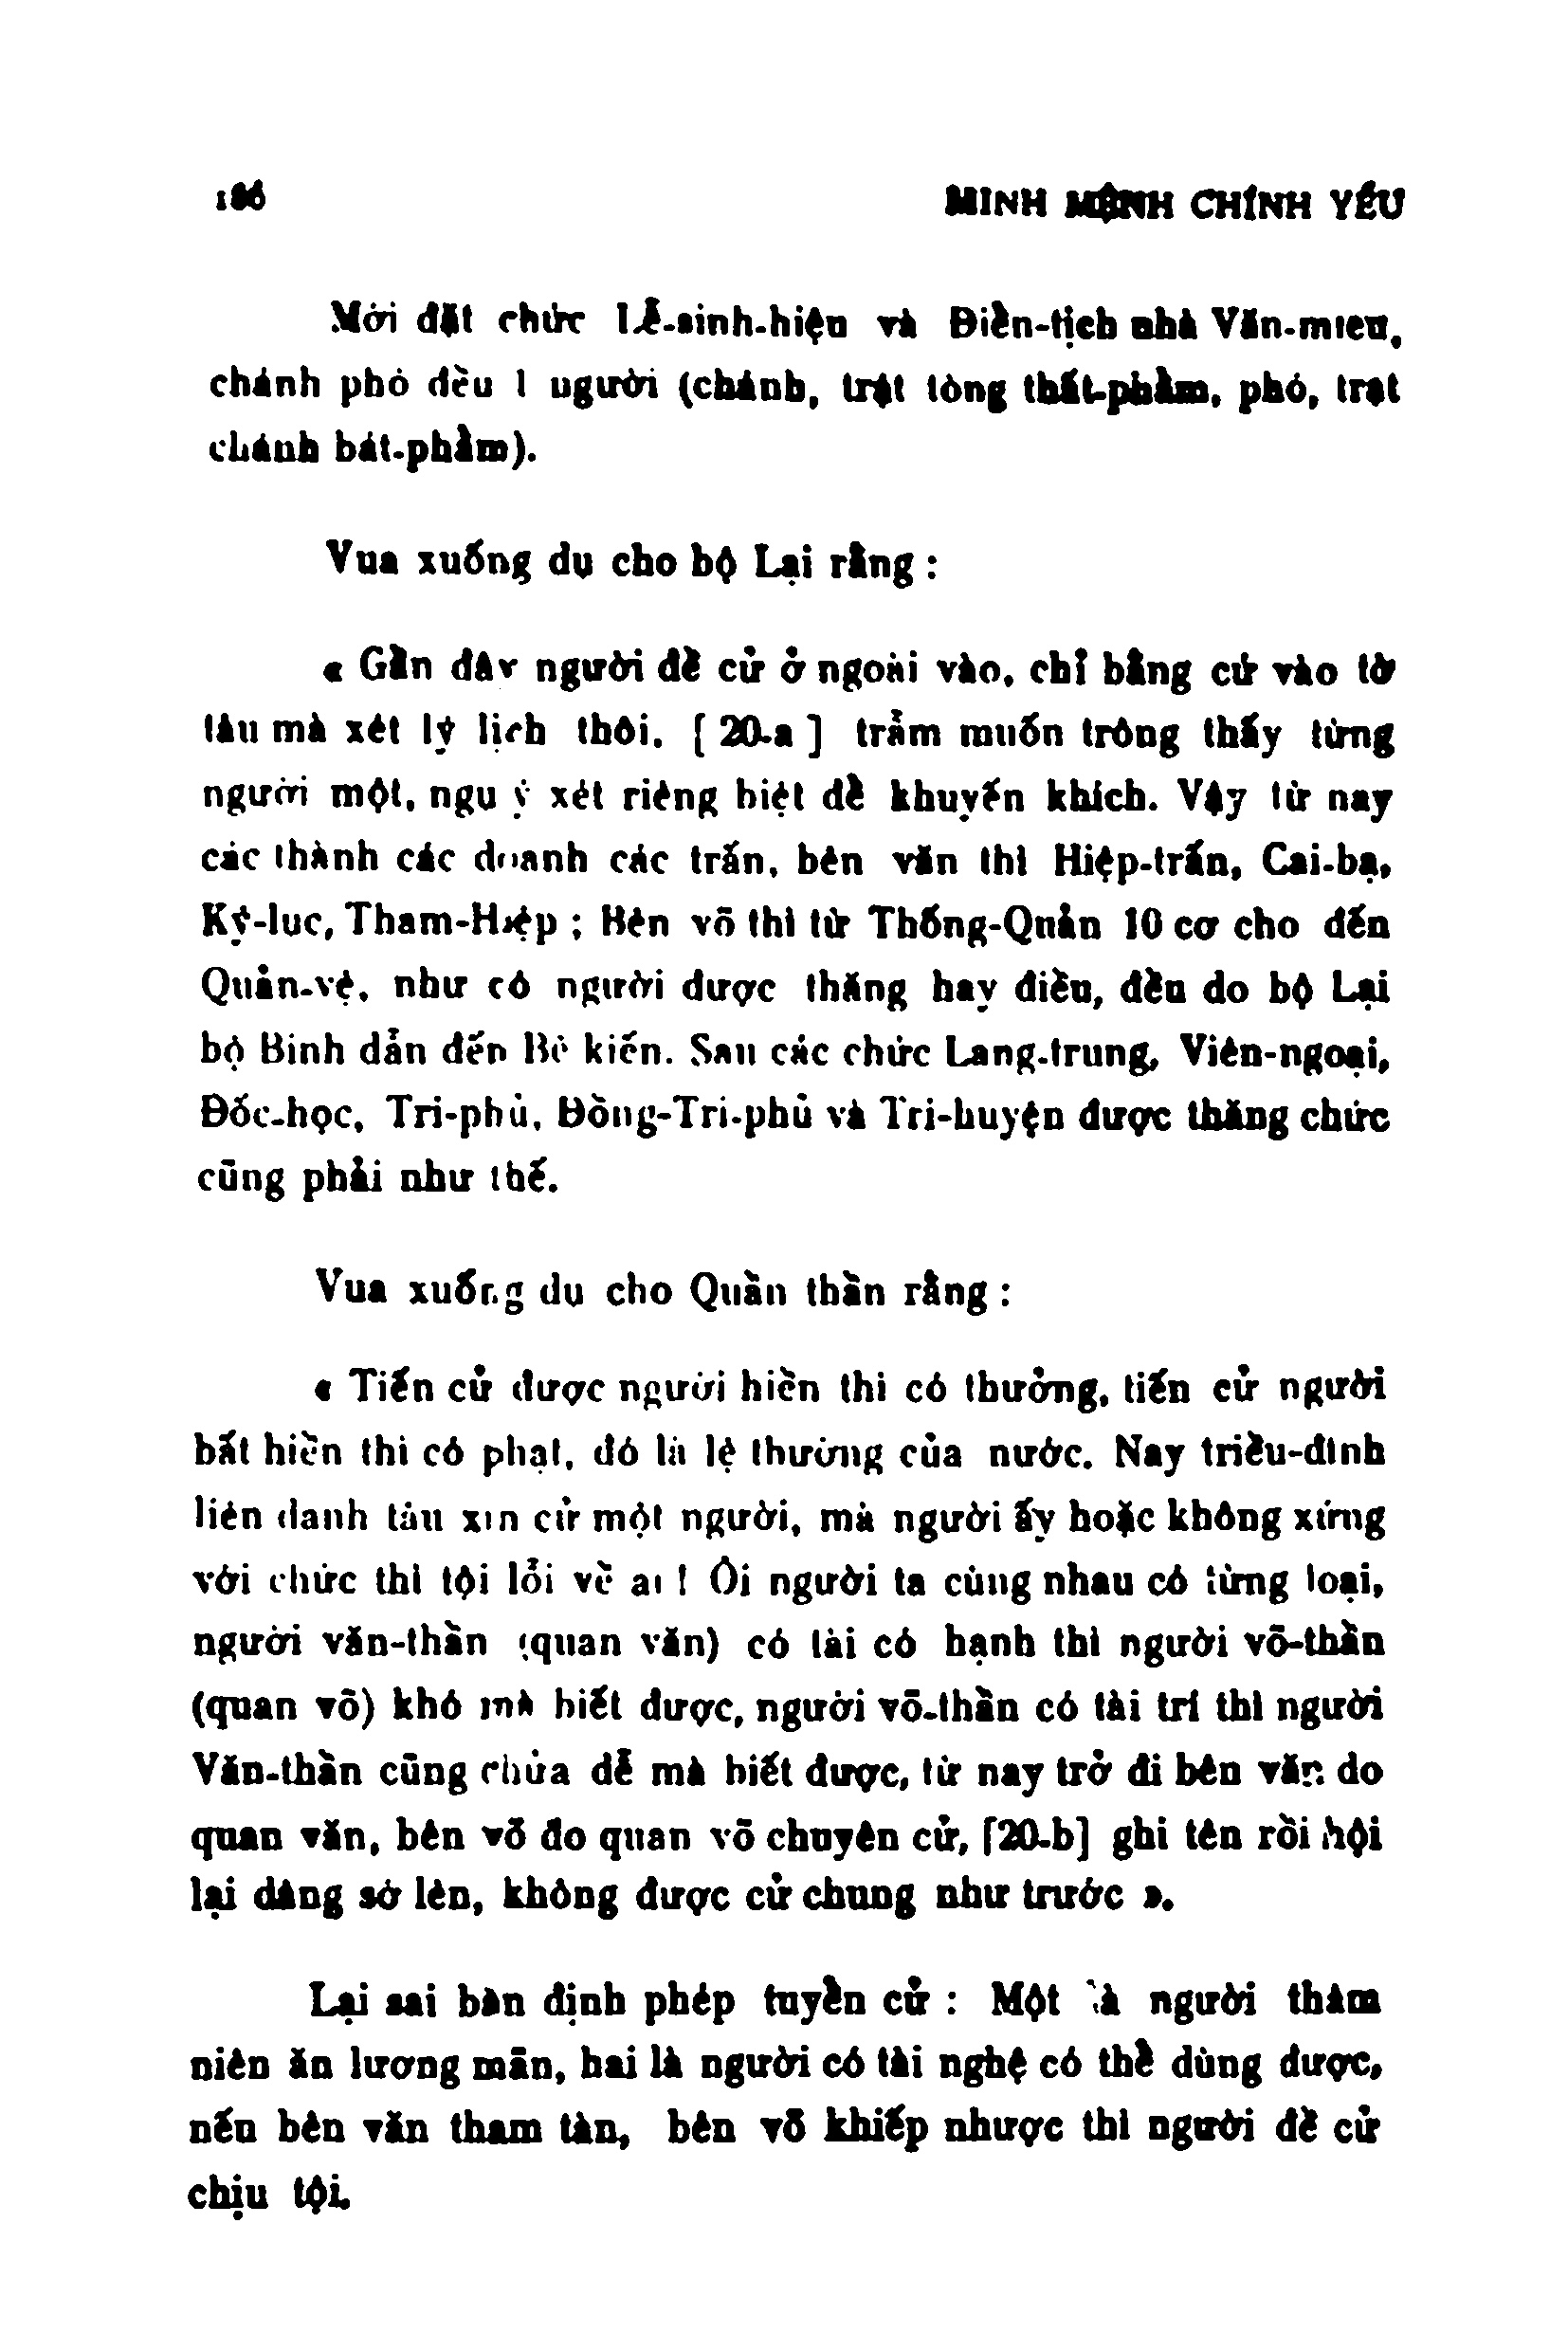 186 MINH MỆNH CHÍNH YẾU
Mới đặt chức Lễ-sinh-hiệu và Điền-tịch nhà Văn-miếu,
chánh phó đều 1 người (chánh, trật tòng thất-phẩm, phó, trật
chánh bát-phẩm).
Vua xuống dụ cho bộ Lại rằng :
« Gần đây người đề cử ở ngoài vào, chỉ bằng cứ vào tờ
tâu mà xét lý lịch thôi. [ 20-a ] trẫm muốn trông thấy từng
người một, ngụ ý xét riêng biệt để khuyến khích. Vậy từ nay
các thành các doanh các trấn, bên văn thì Hiệp-trấn, Cai-bạ,
Ký-lục, Tham-Hiệp ; Bên võ thì từ Thống-Quản 10 cơ cho đến
Quản-vệ, như có người được thăng hay điều, đều do bộ Lại
bộ Binh dẫn đến Bệ kiến. Sau các chức Lang-trung, Viên-ngoại,
Đốc-học, Tri-phủ, Đồng-Tri-phủ và Tri-huyện được thăng chức
cũng phải như thế.
Vua xuống dụ cho Quần thần rằng :
« Tiến cử được người hiền thì có thưởng, tiến cử người
bất hiền thì có phạt, đó là lệ thường của nước. Nay triều-đình
liên danh tâu xin cử một người, mà người ấy hoặc không xứng
với chức thì tội lỗi về ai ! Ôi người ta cùng nhau có từng loại,
người văn-thần (quan văn) có tài có hạnh thì người võ-thần
(quan võ) khó mà biết được, người võ-thần có tài trí thì người
Văn-thần cũng chửa dễ mà biết được, từ nay trở đi bên văn do
quan văn, bên võ do quan võ chuyên cử, [20-b] ghi tên rồi hội
lại dâng sớ lên, không được cử chung như trước ».
Lại sai bàn định phép tuyển cử : Một là người thâm
niên ăn lương mãn, hai là người có tài nghệ có thể dùng được,
nếu bên văn tham tàn, bên võ khiếp nhược thì người đề cử
chịu tội.